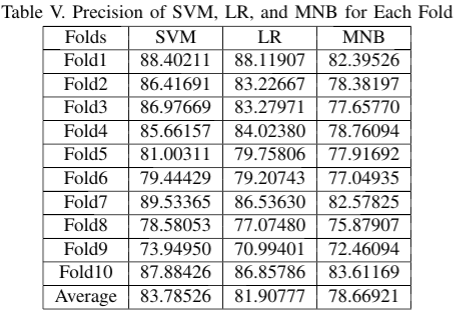 Table V. Precision of SVM, LR, and MNB for Each Fold
Folds SVM LR MNB
Fold1 88.40211 88.11907 82.39526
Fold2 86.41691 83.22667 78.38197
Fold3 86.97669 83.27971 77.65770
Fold4 85.66157 84.02380 78.76094
Fold5 81.00311 79.75806 77.91692
Fold6 79.44429 79.20743 77.04935
Fold7 89.53365 86.53630 82.57825
Fold8 78.58053 77.07480 75.87907
Fold9 73.94950 70.99401 72.46094
Fold10 87.88426 86.85786 83.61169
Average 83.78526 81.90777 78.66921